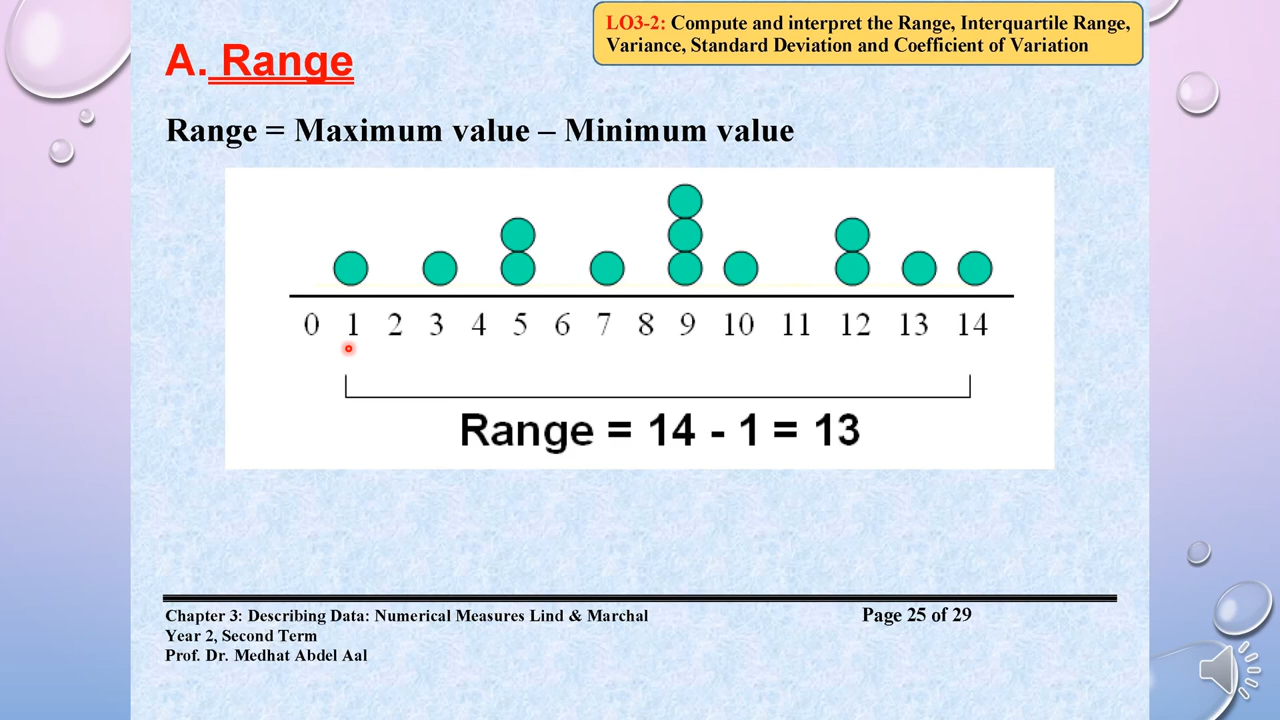 LO3-2: Compute and interpret the Range, Interquartile Range,
Variance, Standard Deviation and Coefficient of Variation
A. Range
Range = Maximum value – Minimum value
0 1 2 3 4 5 6 7 8 9 10 11 12 13 14
Range = 14 - 1 = 13
Chapter 3: Describing Data: Numerical Measures Lind & Marchal Page 25 of 29
Year 2, Second Term
Prof. Dr. Medhat Abdel Aal